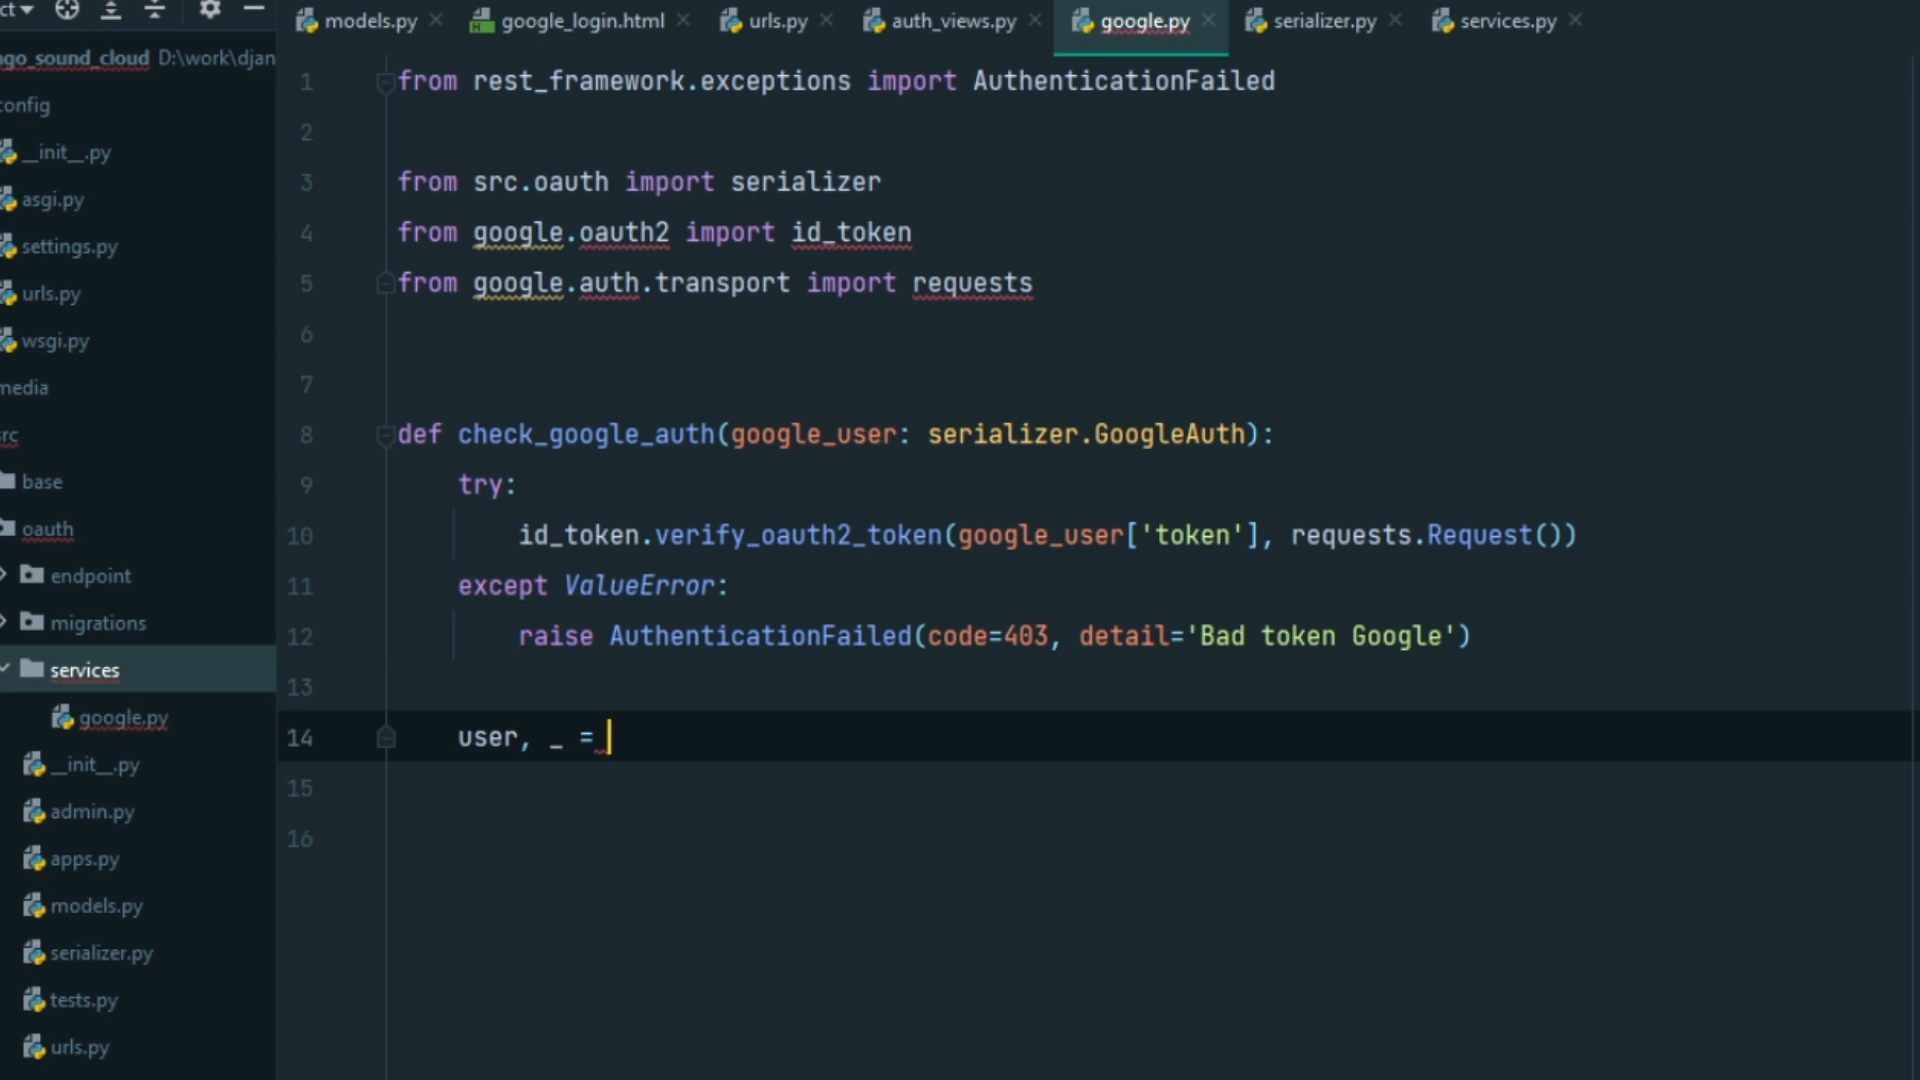 ct
models.py
google_login.html
urls.py
auth_views.py
google.py
serializer.py
services.py
ngo_sound_cloud D:\work\djan
config
__init__.py
asgi.py
settings.py
urls.py
wsgi.py
media
src
base
oauth
endpoint
migrations
services
google.py
__init__.py
admin.py
apps.py
models.py
serializer.py
tests.py
urls.py
1 from rest_framework.exceptions import AuthenticationFailed
2
3 from src.oauth import serializer
4 from google.oauth2 import id_token
5 from google.auth.transport import requests
6
7
8 def check_google_auth(google_user: serializer.GoogleAuth):
9 try:
10 id_token.verify_oauth2_token(google_user['token'], requests.Request())
11 except ValueError:
12 raise AuthenticationFailed(code=403, detail='Bad token Google')
13
14 user, _ =
15
16